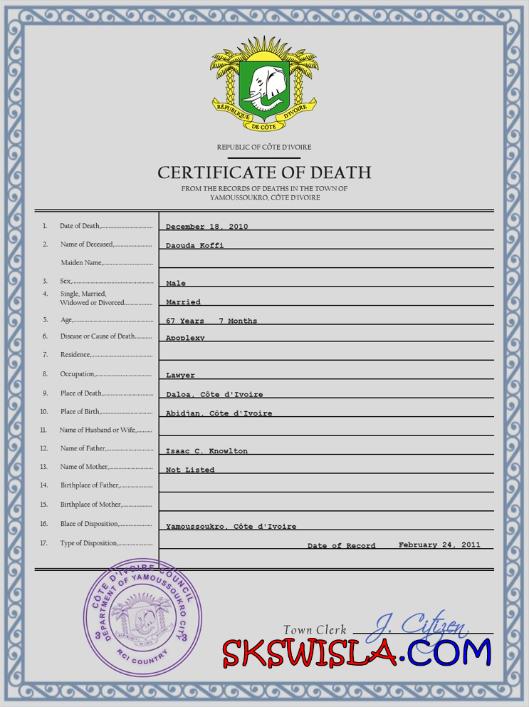 REPUBLIQUE DE CÔTE D'IVOIRE
REPUBLIC OF CÔTE D'IVOIRE
CERTIFICATE OF DEATH
FROM THE RECORDS OF DEATHS IN THE TOWN OF
YAMOUSSOUKRO, CÔTE D'IVOIRE
1. Date of Death,............ December 18, 2010
2. Name of Deceased,............ Daouda Koffi
Maiden Name,............
3. Sex,............ Male
4. Single, Married,
Widowed or Divorced............ Married
5. Age,............ 67 Years 7 Months
6. Disease or Cause of Death............ Apoplexy
7. Residence,............
8. Occupation,............ Lawyer
9. Place of Death,............ Daloa, Côte d'Ivoire
10. Place of Birth,............ Abidjan, Côte d'Ivoire
11. Name of Husband or Wife,............
12. Name of Father,............ Isaac C. Knowlton
13. Name of Mother,............ Not Listed
14. Birthplace of Father,............
15. Birthplace of Mother,............
16. Blace of Disposition,............ Yamoussoukro, Côte d'Ivoire
17. Type of Disposition,............ Date of Record February 24, 2011
CÔTE D'IVOIRE COUNCIL
DEPARTMENT OF YAMOUSSOUKRO CITY
RCI COUNTRY
Town Clerk J. Citizen
SKSWISLA.COM